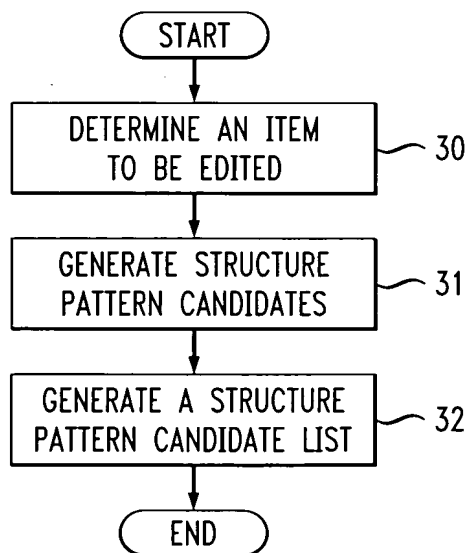 START
DETERMINE AN ITEM
TO BE EDITED
30
GENERATE STRUCTURE
PATTERN CANDIDATES
31
GENERATE A STRUCTURE
PATTERN CANDIDATE LIST
32
END